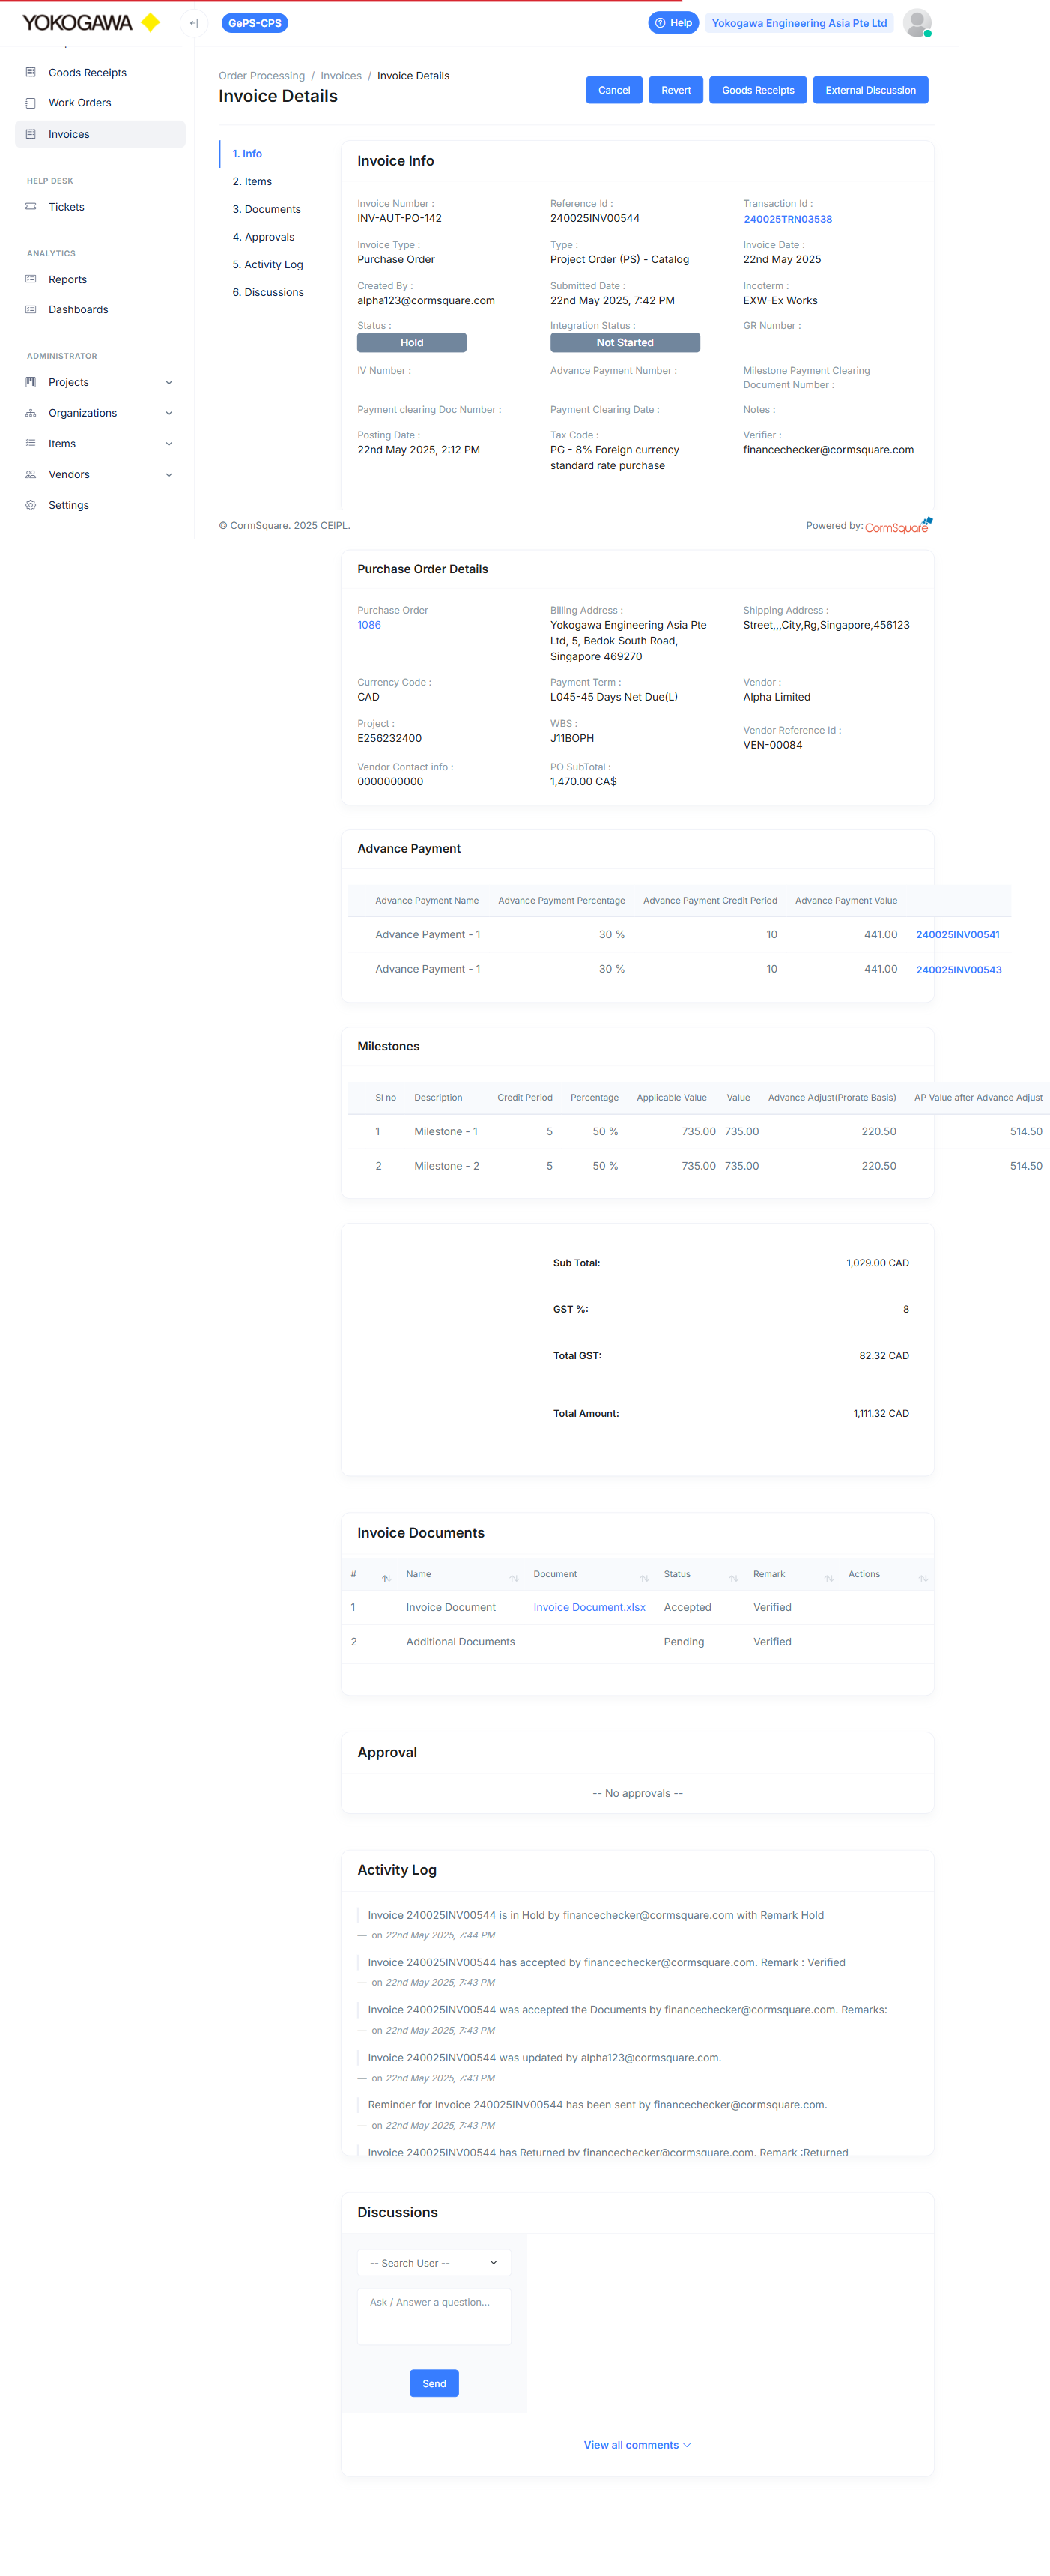 YOKOGAWA
GePS-CPS
Help
Yokogawa Engineering Asia Pte Ltd
Goods Receipts
Work Orders
Invoices
HELP DESK
Tickets
ANALYTICS
Reports
Dashboards
ADMINISTRATOR
Projects
Organizations
Items
Vendors
Settings
Order Processing / Invoices / Invoice Details
Invoice Details
Cancel
Revert
Goods Receipts
External Discussion
1. Info
2. Items
3. Documents
4. Approvals
5. Activity Log
6. Discussions
Invoice Info
Invoice Number : Reference Id : Transaction Id :
INV-AUT-PO-142 240025INV00544 240025TRN03538
Invoice Type : Type : Invoice Date :
Purchase Order Project Order (PS) - Catalog 22nd May 2025
Created By : Submitted Date : Incoterm :
alpha123@cormsquare.com 22nd May 2025, 7:42 PM EXW-Ex Works
Status : Integration Status : GR Number :
Hold Not Started
IV Number : Advance Payment Number : Milestone Payment Clearing
Document Number :
Payment clearing Doc Number : Payment Clearing Date : Notes :
Posting Date : Tax Code : Verifier :
22nd May 2025, 2:12 PM PG - 8% Foreign currency financechecker@cormsquare.com
standard rate purchase
© CormSquare. 2025 CEIPL. Powered by: CormSquare
Purchase Order Details
Purchase Order Billing Address : Shipping Address :
1086 Yokogawa Engineering Asia Pte Street,,,City,Rg,Singapore,456123
Ltd, 5, Bedok South Road,
Singapore 469270
Currency Code : Payment Term : Vendor :
CAD L045-45 Days Net Due(L) Alpha Limited
Project : WBS : Vendor Reference Id :
E256232400 J11BOPH VEN-00084
Vendor Contact info : PO SubTotal :
0000000000 1,470.00 CA$
Advance Payment
Advance Payment Name Advance Payment Percentage Advance Payment Credit Period Advance Payment Value
Advance Payment - 1 30 % 10 441.00 240025INV00541
Advance Payment - 1 30 % 10 441.00 240025INV00543
Milestones
Sl no Description Credit Period Percentage Applicable Value Value Advance Adjust(Prorate Basis) AP Value after Advance Adjust
1 Milestone - 1 5 50 % 735.00 735.00 220.50 514.50
2 Milestone - 2 5 50 % 735.00 735.00 220.50 514.50
Sub Total: 1,029.00 CAD
GST %: 8
Total GST: 82.32 CAD
Total Amount: 1,111.32 CAD
Invoice Documents
# Name Document Status Remark Actions
1 Invoice Document Invoice Document.xlsx Accepted Verified
2 Additional Documents Pending Verified
Approval
-- No approvals --
Activity Log
Invoice 240025INV00544 is in Hold by financechecker@cormsquare.com with Remark Hold
— on 22nd May 2025, 7:44 PM
Invoice 240025INV00544 has accepted by financechecker@cormsquare.com. Remark : Verified
— on 22nd May 2025, 7:43 PM
Invoice 240025INV00544 was accepted the Documents by financechecker@cormsquare.com. Remarks:
— on 22nd May 2025, 7:43 PM
Invoice 240025INV00544 was updated by alpha123@cormsquare.com.
— on 22nd May 2025, 7:43 PM
Reminder for Invoice 240025INV00544 has been sent by financechecker@cormsquare.com.
— on 22nd May 2025, 7:43 PM
Invoice 240025INV00544 has Returned by financechecker@cormsquare.com. Remark :Returned
Discussions
-- Search User --
Ask / Answer a question...
Send
View all comments